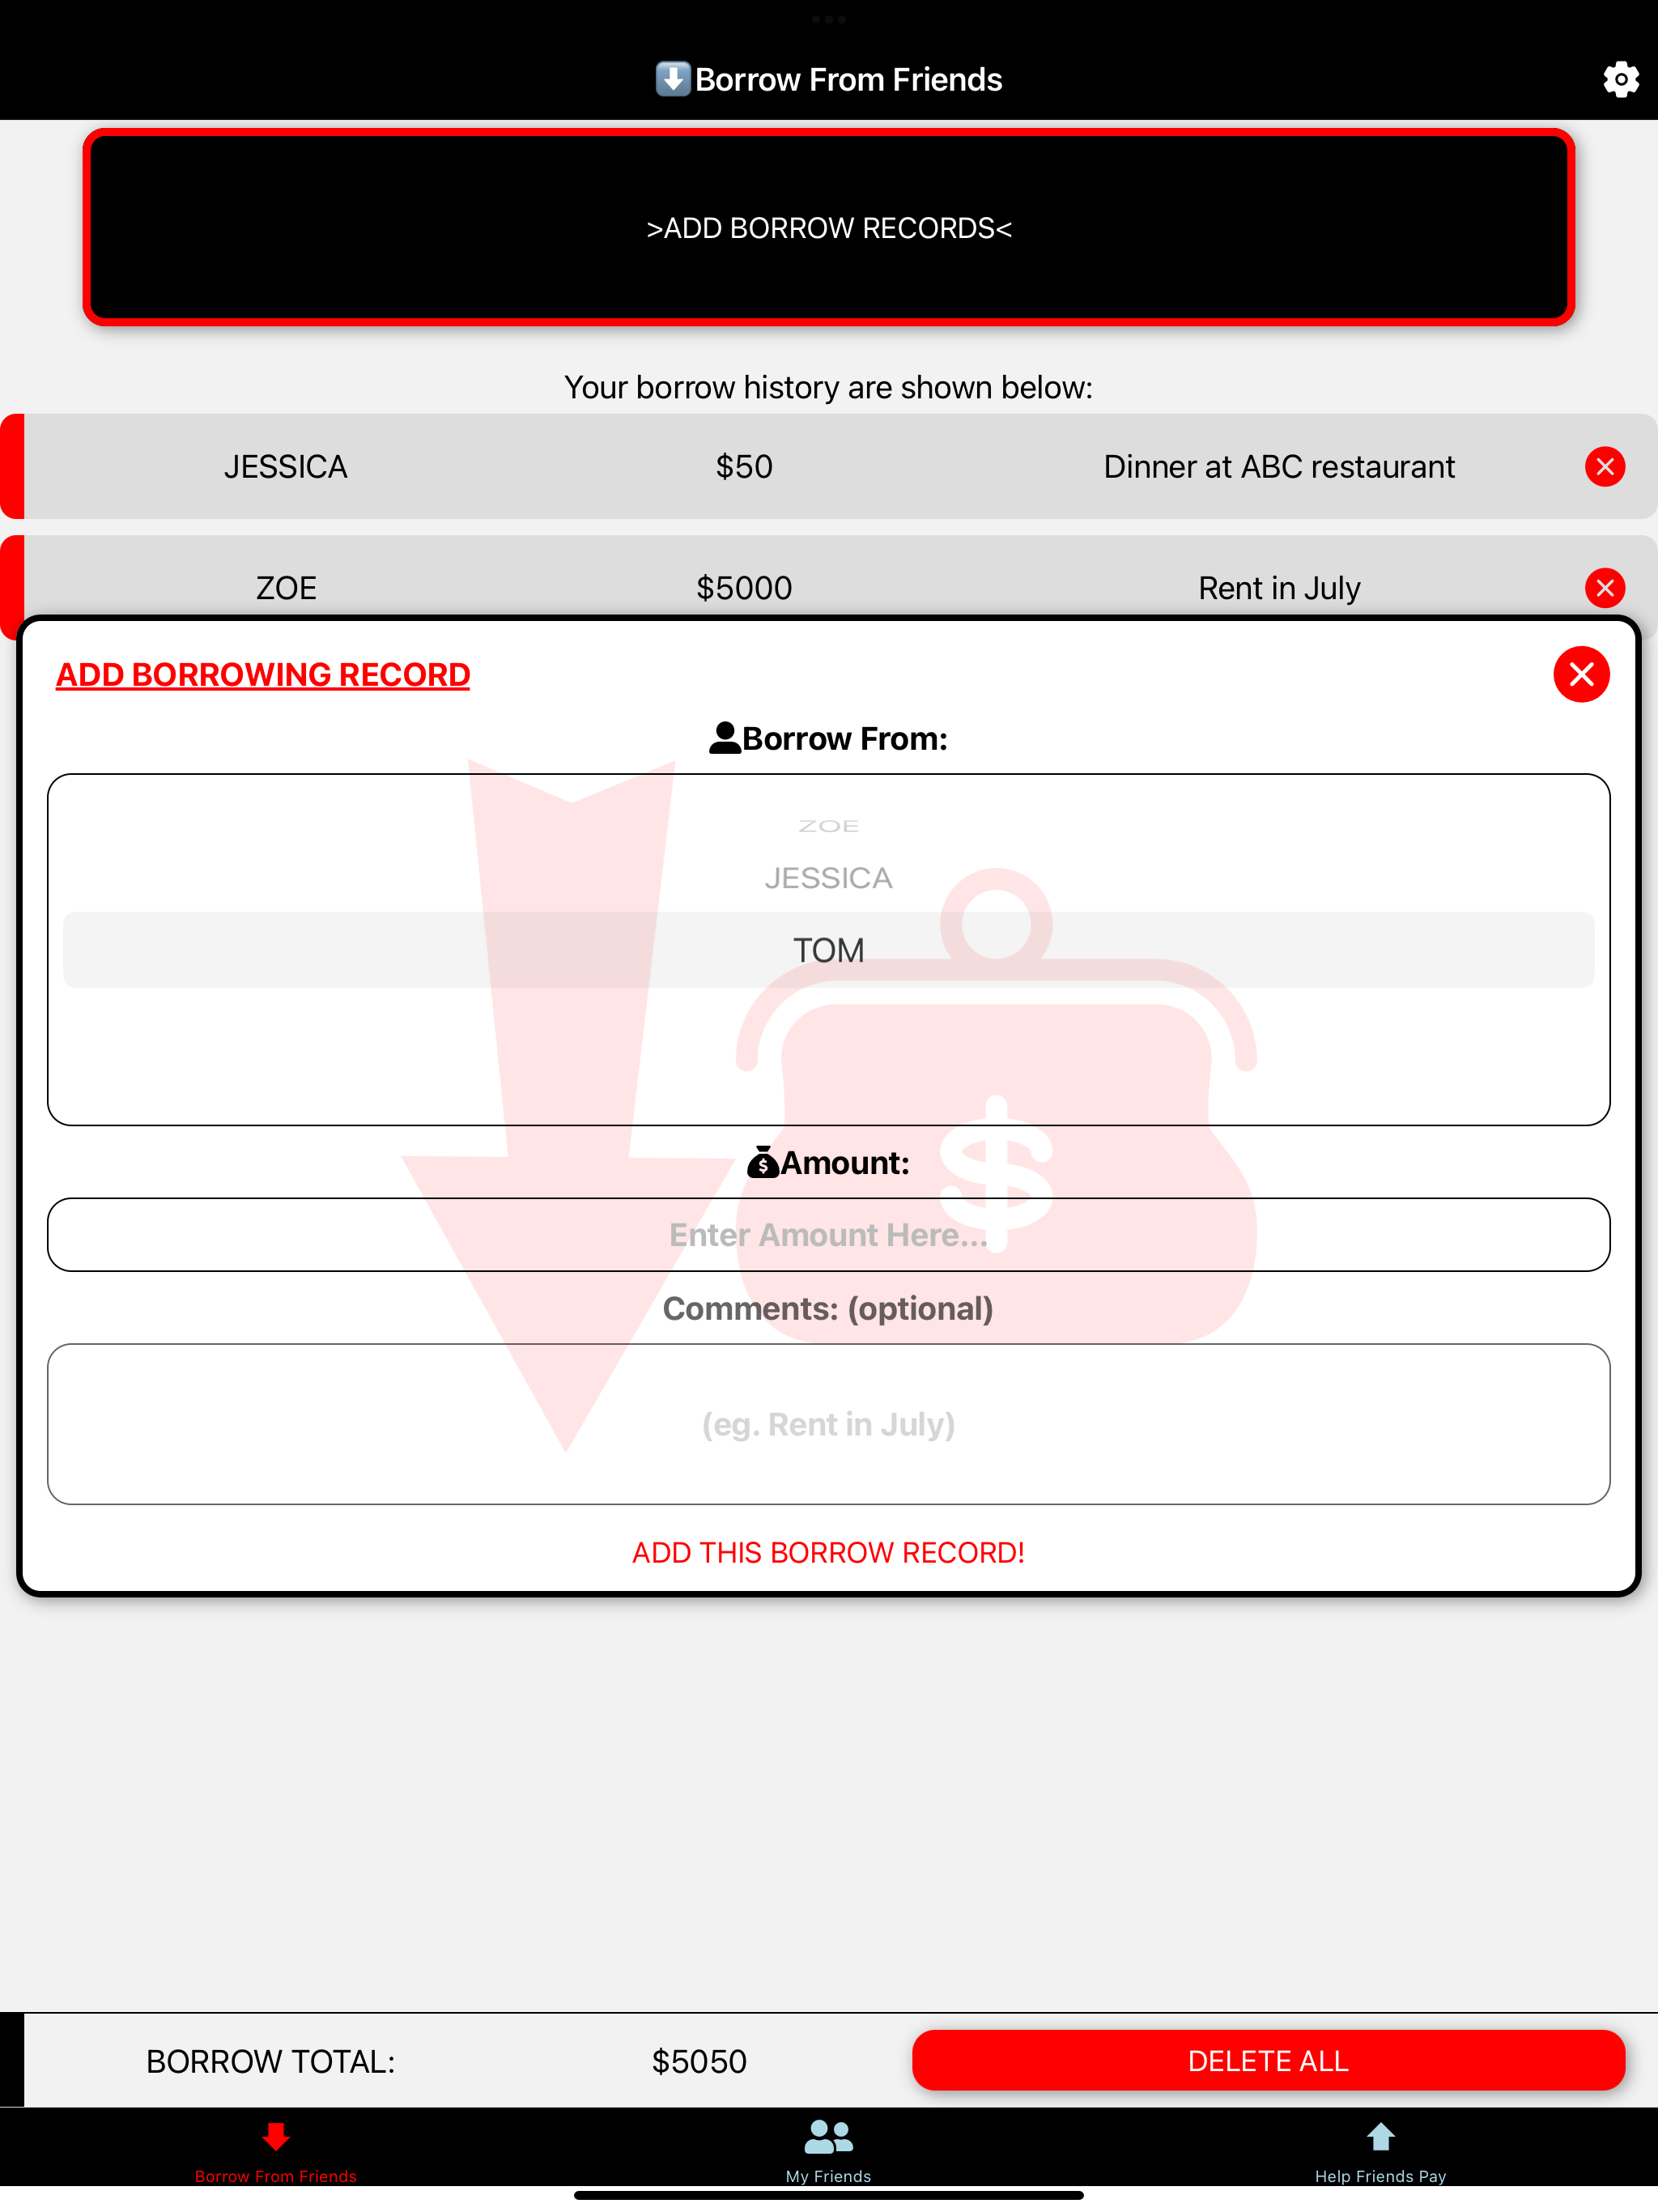 Borrow From Friends
>ADD BORROW RECORDS<
Your borrow history are shown below:
JESSICA $50 Dinner at ABC restaurant
ZOE $5000 Rent in July
ADD BORROWING RECORD
Borrow From:
ZOE
JESSICA
TOM
Amount:
Enter Amount Here...
Comments: (optional)
(eg. Rent in July)
ADD THIS BORROW RECORD!
BORROW TOTAL: $5050 DELETE ALL
Borrow From Friends My Friends Help Friends Pay